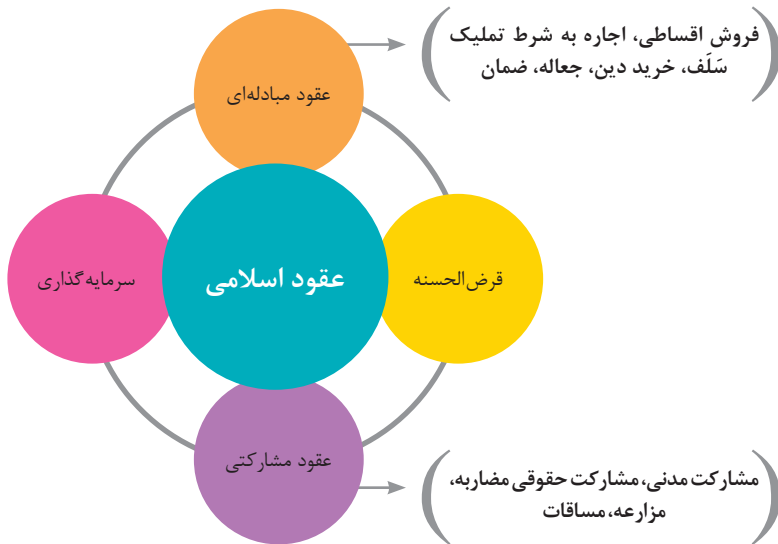 فروش اقساطی، اجاره به شرط تملیک
سَلَف، خرید دین، جعاله، ضمان
عقود مبادله‌ای
قرض‌الحسنه
عقود اسلامی
سرمایه‌گذاری
عقود مشارکتی
مشارکت مدنی، مشارکت حقوقی مضاربه،
مزارعه، مساقات